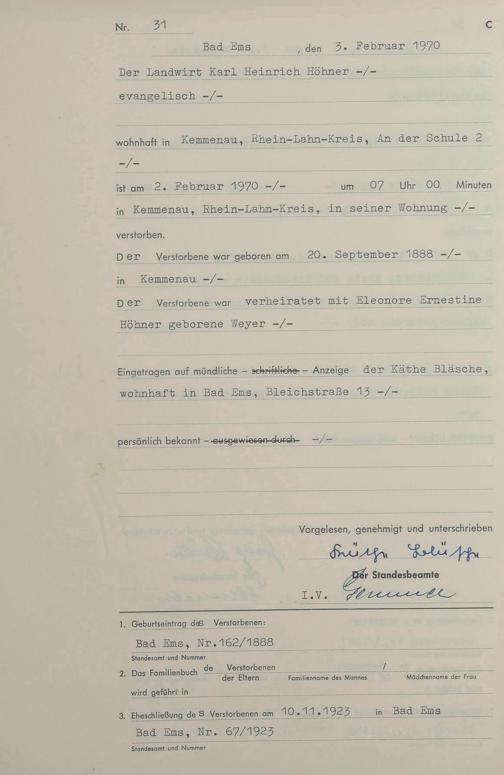 Nr. 31 C
Bad Ems , den 3. Februar 1970
Der Landwirt Karl Heinrich Höhner -/-
evangelisch -/-
wohnhaft in Kemmenau, Rhein-Lahn-Kreis, An der Schule 2
-/-
ist am 2. Februar 1970 -/- um 07 Uhr 00 Minuten
in Kemmenau, Rhein-Lahn-Kreis, in seiner Wohnung -/-
verstorben.
Der Verstorbene war geboren am 20. September 1888 -/-
in Kemmenau -/-
Der Verstorbene war verheiratet mit Eleonore Ernestine
Höhner geborene Weyer -/-
Eingetragen auf mündliche – schriftliche – Anzeige der Käthe Bläsche,
wohnhaft in Bad Ems, Bleichstraße 13 -/-
persönlich bekannt – ausgewiesen durch -/-
Vorgelesen, genehmigt und unterschrieben
Der Standesbeamte
I.V.
1. Geburtseintrag des Verstorbenen:
Bad Ems, Nr.162/1888
Standesamt und Nummer
2. Das Familienbuch de Verstorbenen /
der Eltern Familienname des Mannes Mädchenname der Frau
wird geführt in
3. Eheschließung des Verstorbenen am 10.11.1923 in Bad Ems
Bad Ems, Nr. 67/1923
Standesamt und Nummer